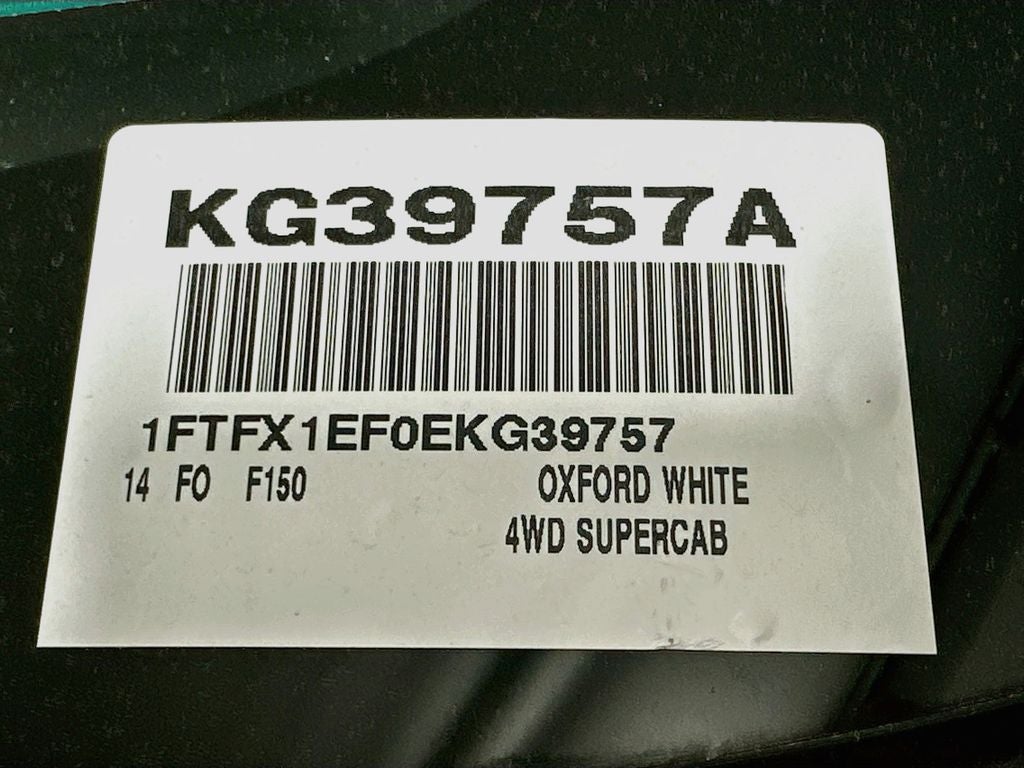 KG39757A
1FTFX1EF0EKG39757
14 FO F150 OXFORD WHITE
4WD SUPERCAB